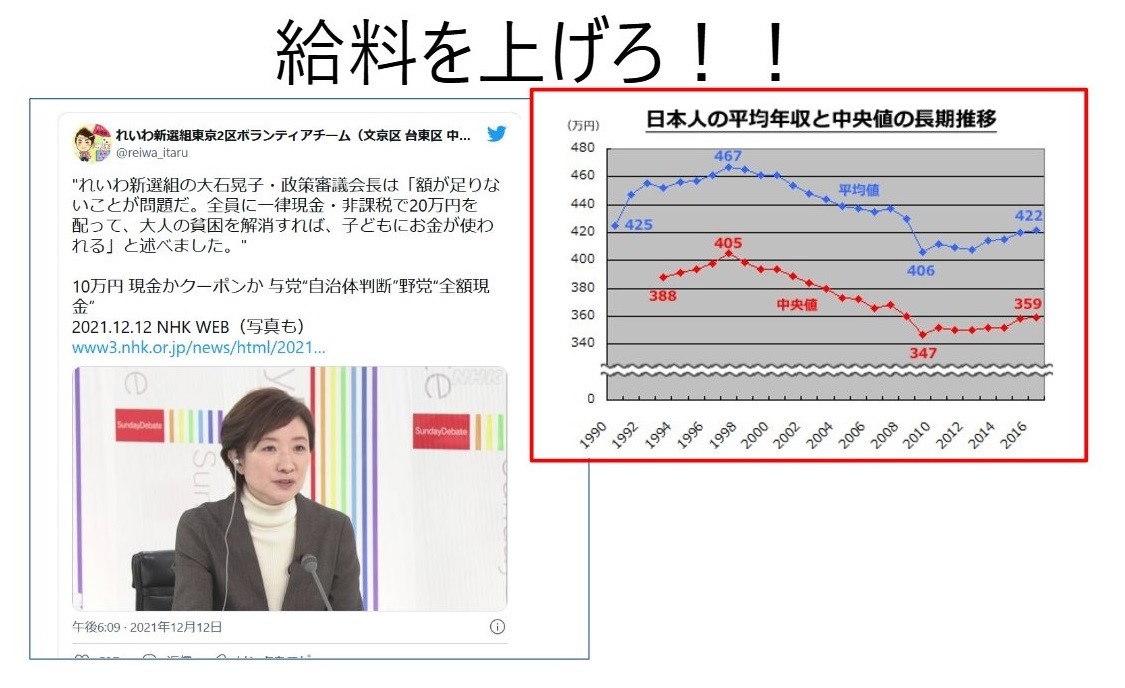 給料を上げろ！！
れいわ新選組東京2区ボランティアチーム（文京区 台東区 中...
@reiwa_itaru
"れいわ新選組の大石晃子・政策審議会長は「額が足りな
いことが問題だ。全員に一律現金・非課税で20万円を
配って、大人の貧困を解消すれば、子どもにお金が使わ
れる」と述べました。"
10万円 現金かクーポンか 与党“自治体判断”野党“全額現
金”
2021.12.12 NHK WEB（写真も）
www3.nhk.or.jp/news/html/2021...
NHK
SundayDebate
SundayDebate
午後6:09 · 2021年12月12日
日本人の平均年収と中央値の長期推移
(万円)
480
460
440
420
400
380
360
340
0
467
平均値
425
422
406
405
388
中央値
359
347
1990
1992
1994
1996
1998
2000
2002
2004
2006
2008
2010
2012
2014
2016